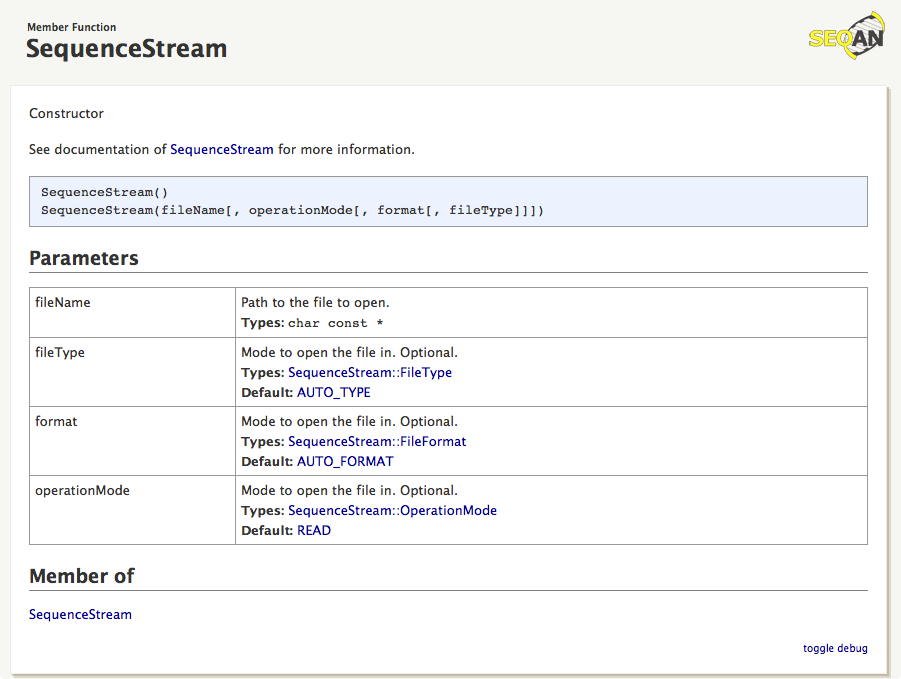 Member Function
SequenceStream
SEQAN
Constructor
See documentation of SequenceStream for more information.
SequenceStream()
SequenceStream(fileName[, operationMode[, format[, fileType]]])
Parameters
fileName
Path to the file to open.
Types: char const *
fileType
Mode to open the file in. Optional.
Types: SequenceStream::FileType
Default: AUTO_TYPE
format
Mode to open the file in. Optional.
Types: SequenceStream::FileFormat
Default: AUTO_FORMAT
operationMode
Mode to open the file in. Optional.
Types: SequenceStream::OperationMode
Default: READ
Member of
SequenceStream
toggle debug